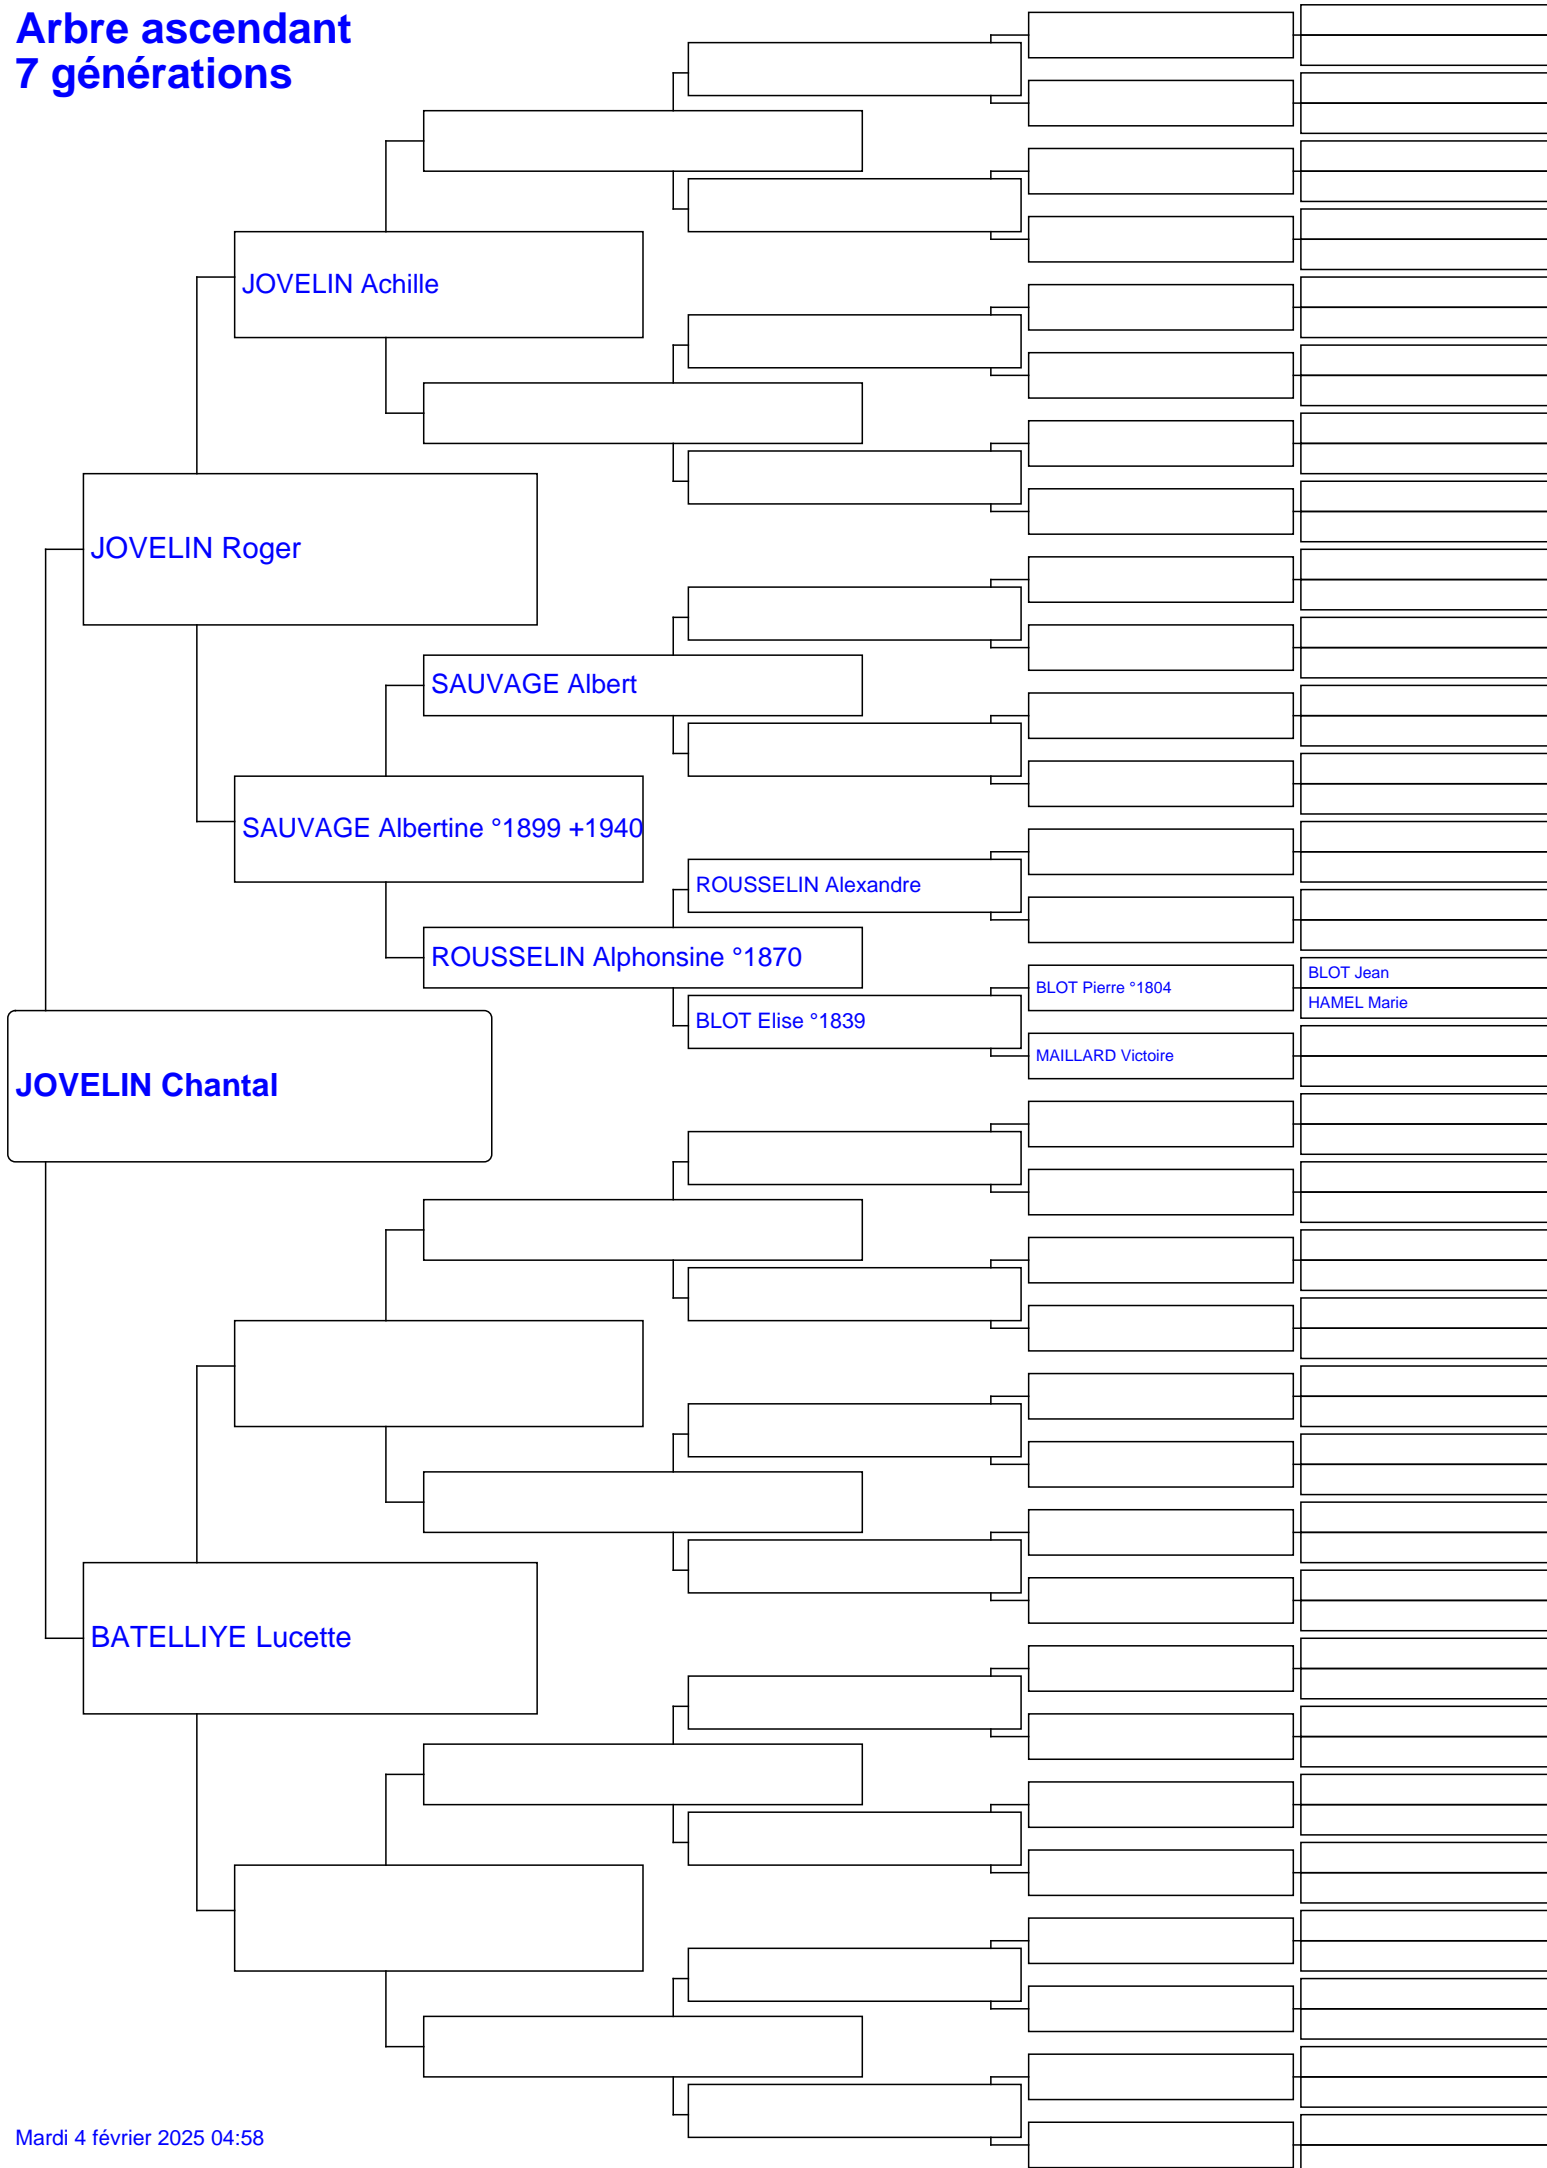 Arbre ascendant
7 générations
JOVELIN Achille
JOVELIN Roger
SAUVAGE Albert
SAUVAGE Albertine °1899 +1940
ROUSSELIN Alexandre
ROUSSELIN Alphonsine °1870
BLOT Jean
BLOT Pierre °1804
HAMEL Marie
BLOT Elise °1839
MAILLARD Victoire
JOVELIN Chantal
BATELLIYE Lucette
Mardi 4 février 2025 04:58